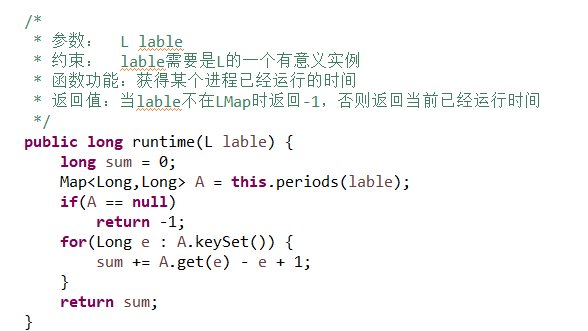 /*
 * 参数:  L lable
 * 约束:  lable需要是L的一个有意义实例
 * 函数功能：获得某个进程已经运行的时间
 * 返回值：当lable不在LMap时返回-1，否则返回当前已经运行时间
 */
public long runtime(L lable) {
    long sum = 0;
    Map<Long,Long> A = this.periods(lable);
    if(A == null)
        return -1;
    for(Long e : A.keySet()) {
        sum += A.get(e) - e + 1;
    }
    return sum;
}